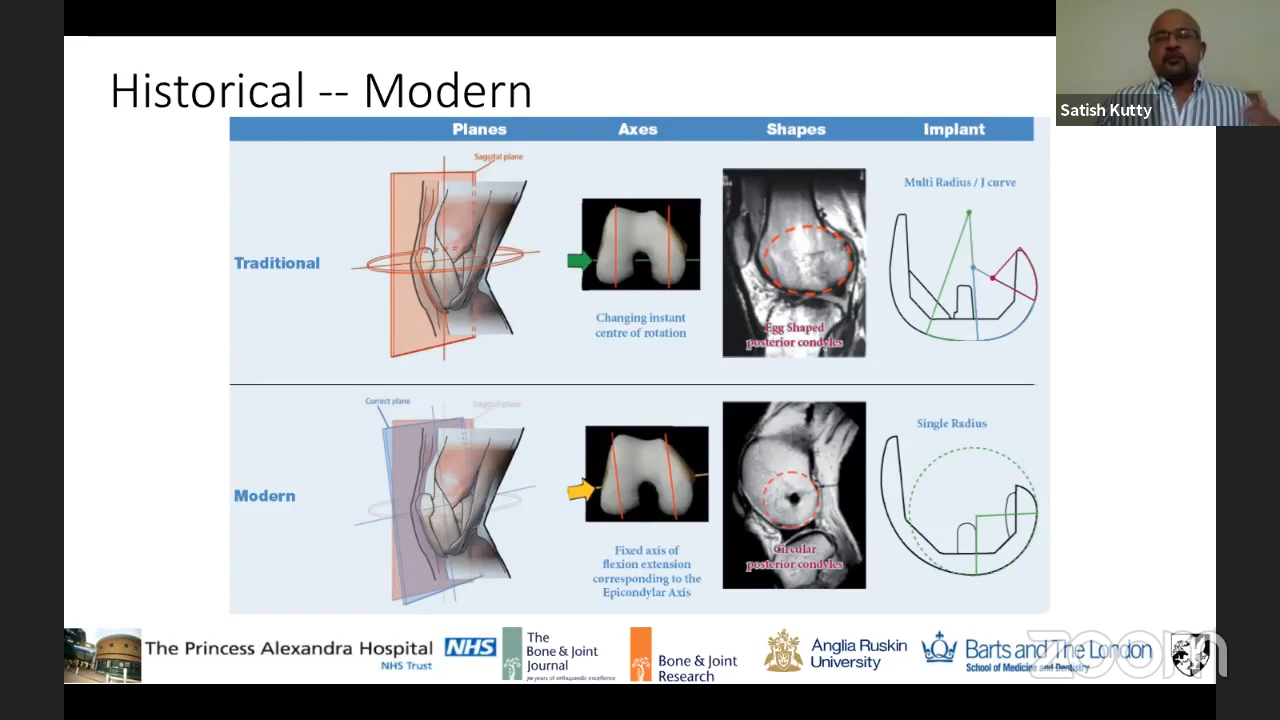 Satish Kutty
Historical -- Modern
Planes
Axes
Shapes
Implant
Traditional
Saggital plane
Changing instant
centre of rotation
Egg Shaped
posterior condyles
Multi Radius / J curve
Modern
Correct plane
Saggital plane
Fixed axis of
flexion extension
corresponding to the
Epicondylar Axis
Circular
posterior condyles
Single Radius
The Princess Alexandra Hospital
NHS Trust
NHS
The
Bone & Joint
Journal
70 years of orthopaedic excellence
Bone & Joint
Research
Anglia Ruskin
University
Barts and The London
School of Medicine and Dentistry
zoom